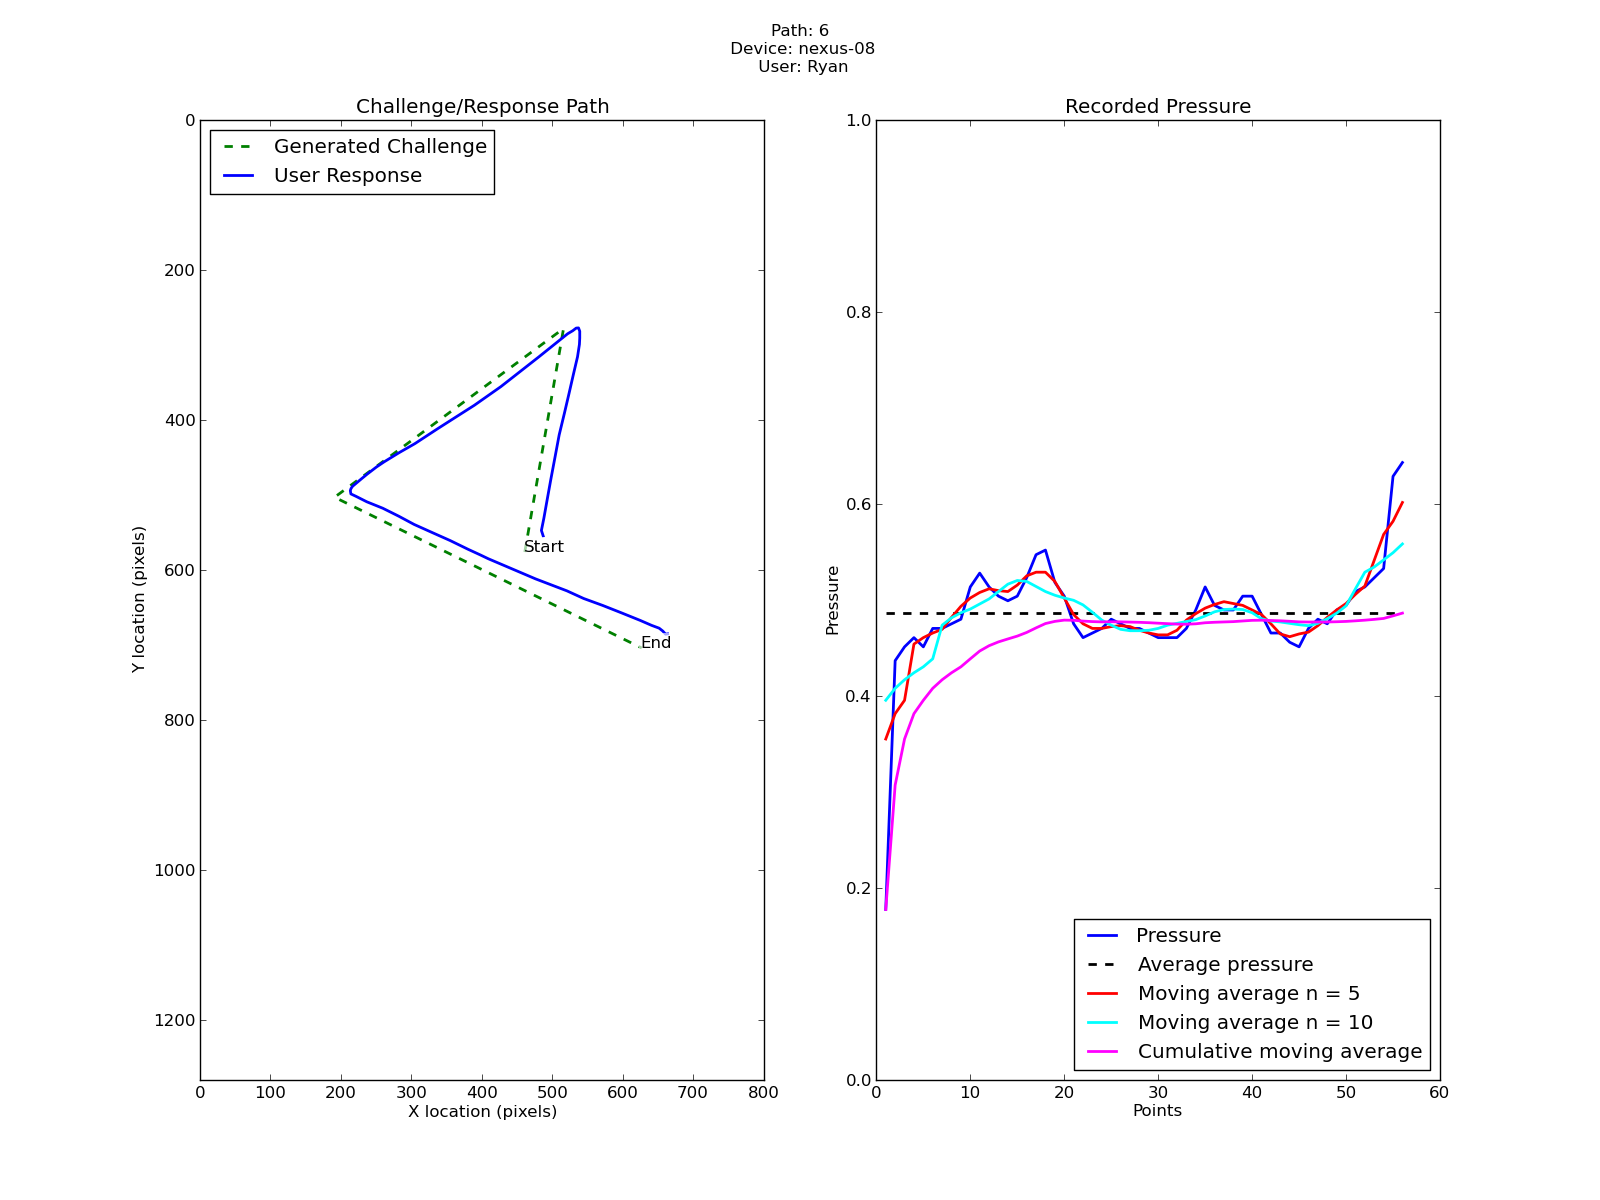 Path: 6
Device: nexus-08
User: Ryan
Challenge/Response Path
Generated Challenge
User Response
0
200
400
600
800
1000
1200
Y location (pixels)
Start
End
0 100 200 300 400 500 600 700 800
X location (pixels)
Recorded Pressure
1.0
0.8
0.6
0.4
0.2
0.0
Pressure
Pressure
Average pressure
Moving average n = 5
Moving average n = 10
Cumulative moving average
0 10 20 30 40 50 60
Points